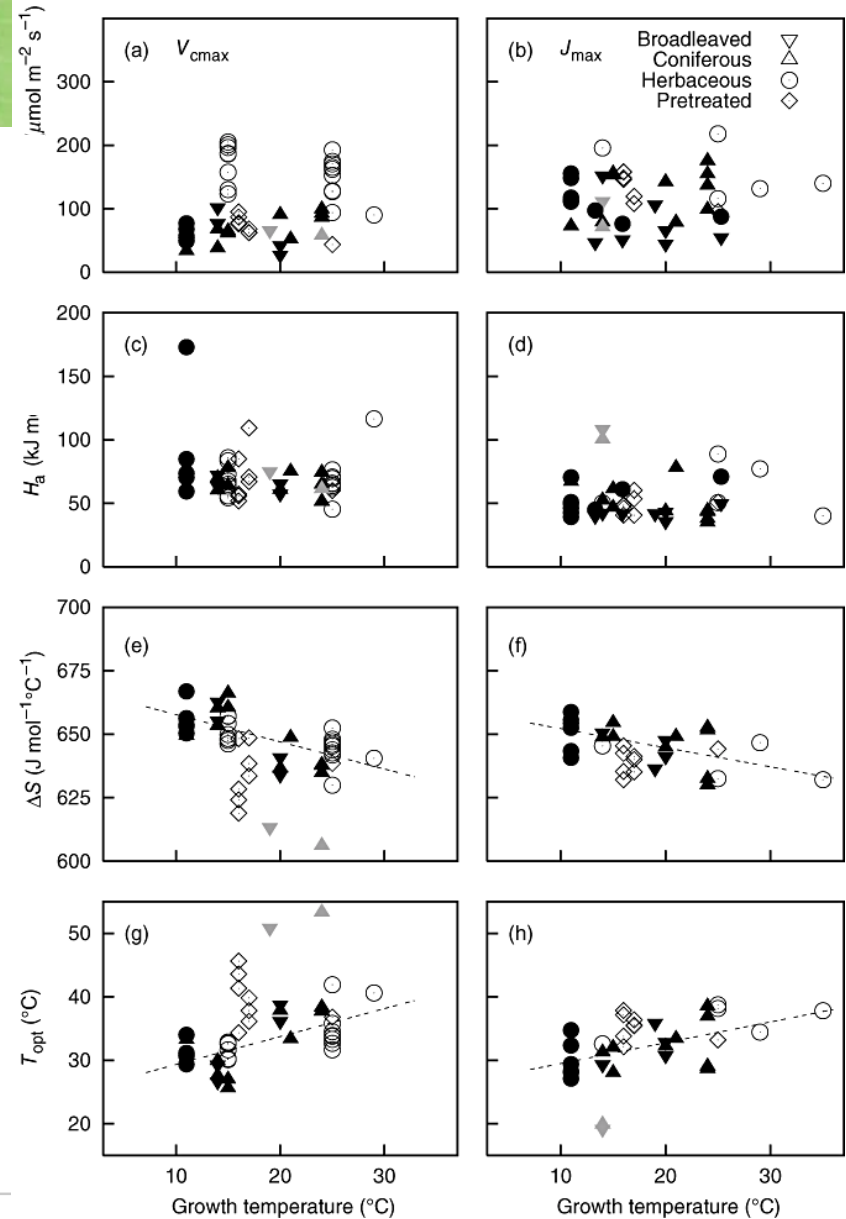 (a) Vcmax
(b) Jmax
Broadleaved
Coniferous
Herbaceous
Pretreated
µmol m−2 s−1)
300
200
100
0
(c)
(d)
Ha (kJ m
200
150
100
50
0
(e)
(f)
ΔS (J mol−1°C−1)
700
675
650
625
600
(g)
(h)
Topt (°C)
50
40
30
20
10 20 30
10 20 30
Growth temperature (°C)
Growth temperature (°C)